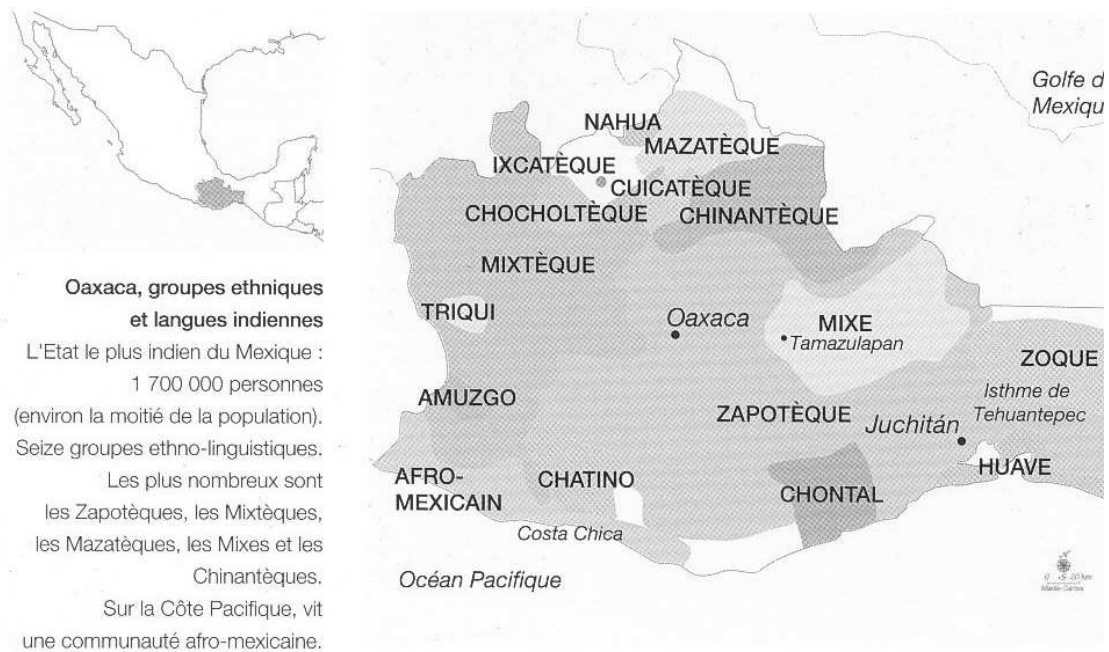 Oaxaca, groupes ethniques
et langues indiennes
L'Etat le plus indien du Mexique :
1 700 000 personnes
(environ la moitié de la population).
Seize groupes ethno-linguistiques.
Les plus nombreux sont
les Zapotèques, les Mixtèques,
les Mazatèques, les Mixes et les
Chinantèques.
Sur la Côte Pacifique, vit
une communauté afro-mexicaine.
Golfe d
Mexiqu
NAHUA
MAZATÈQUE
IXCATÈQUE
CUICATÈQUE
CHOCHOLTÈQUE
CHINANTÈQUE
MIXTÈQUE
TRIQUI
Oaxaca
MIXE
Tamazulapan
ZOQUE
Isthme de
Tehuantepec
AMUZGO
ZAPOTÈQUE
Juchitán
HUAVE
AFRO-
MEXICAIN
CHATINO
CHONTAL
Costa Chica
Océan Pacifique